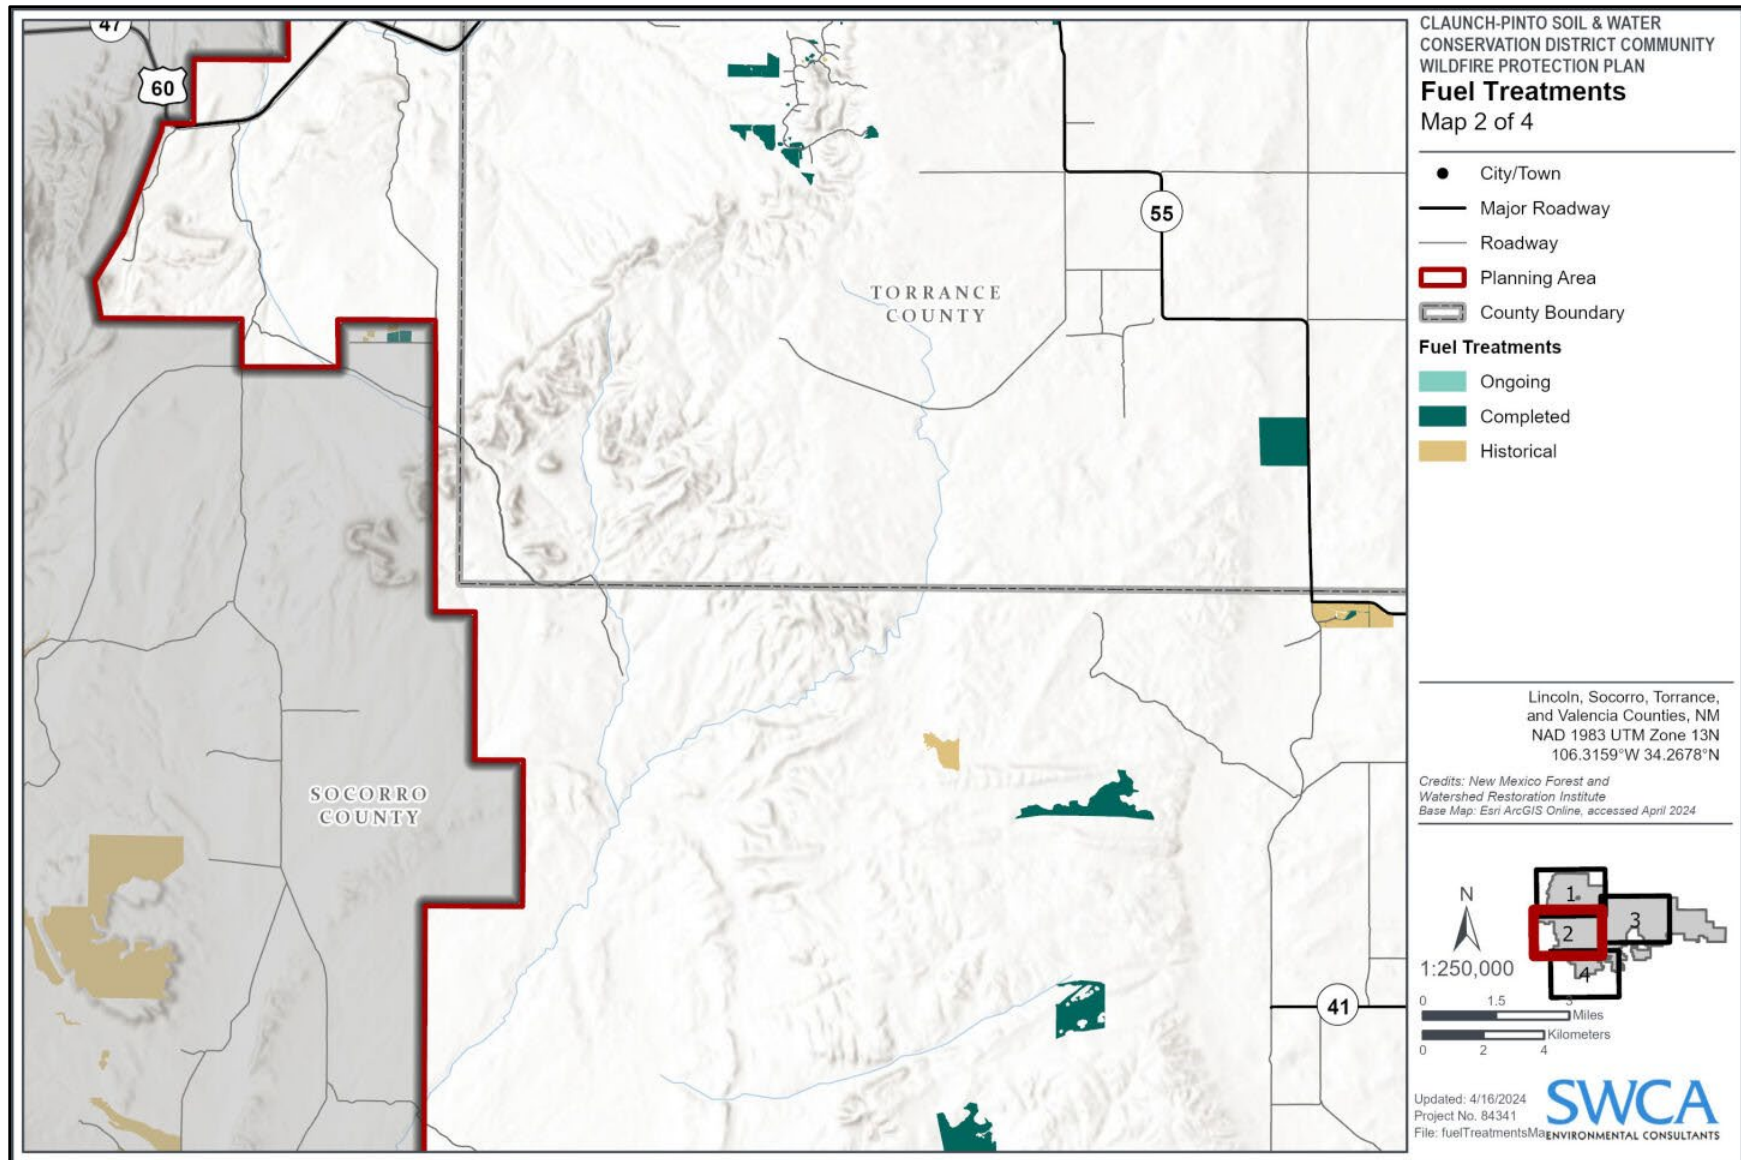 CLAUNCH-PINTO SOIL & WATER
CONSERVATION DISTRICT COMMUNITY
WILDFIRE PROTECTION PLAN
Fuel Treatments
Map 2 of 4
City/Town
Major Roadway
Roadway
Planning Area
County Boundary
Fuel Treatments
Ongoing
Completed
Historical
Lincoln, Socorro, Torrance,
and Valencia Counties, NM
NAD 1983 UTM Zone 13N
106.3159°W 34.2678°N
Credits: New Mexico Forest and
Watershed Restoration Institute
Base Map: Esri ArcGIS Online, accessed April 2024
N
1:250,000
1
2
3
4
0 1.5 3
Miles
Kilometers
0 2 4
Updated: 4/16/2024
Project No. 84341
File: fuelTreatmentsMa
SWCA
ENVIRONMENTAL CONSULTANTS
47
60
55
TORRANCE
COUNTY
SOCORRO
COUNTY
41